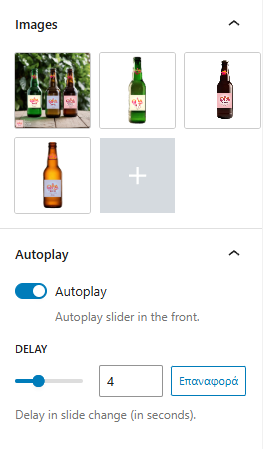 Images
Autoplay
Autoplay
Autoplay slider in the front.
DELAY
4
Επαναφορά
Delay in slide change (in seconds).